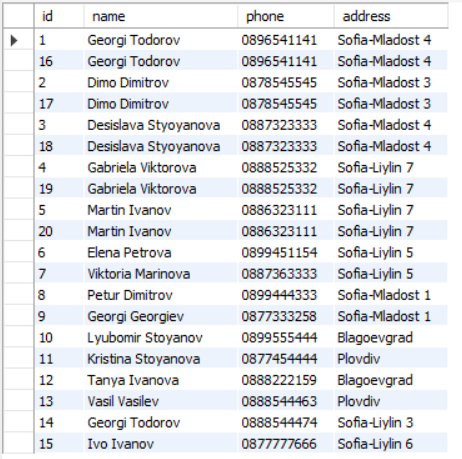 id name phone address
1 Georgi Todorov 0896541141 Sofia-Mladost 4
16 Georgi Todorov 0896541141 Sofia-Mladost 4
2 Dimo Dimitrov 0878545545 Sofia-Mladost 3
17 Dimo Dimitrov 0878545545 Sofia-Mladost 3
3 Desislava Styoyanova 0887323333 Sofia-Mladost 4
18 Desislava Styoyanova 0887323333 Sofia-Mladost 4
4 Gabriela Viktorova 0888525332 Sofia-Liylin 7
19 Gabriela Viktorova 0888525332 Sofia-Liylin 7
5 Martin Ivanov 0886323111 Sofia-Liylin 7
20 Martin Ivanov 0886323111 Sofia-Liylin 7
6 Elena Petrova 0899451154 Sofia-Liylin 5
7 Viktoria Marinova 0887363333 Sofia-Liylin 5
8 Petur Dimitrov 0899444333 Sofia-Mladost 1
9 Georgi Georgiev 0877333258 Sofia-Mladost 1
10 Lyubomir Stoyanov 0899555444 Blagoevgrad
11 Kristina Stoyanova 0877454444 Plovdiv
12 Tanya Ivanova 0888222159 Blagoevgrad
13 Vasil Vasilev 0888544463 Plovdiv
14 Georgi Todorov 0888544474 Sofia-Liylin 3
15 Ivo Ivanov 0877777666 Sofia-Liylin 6